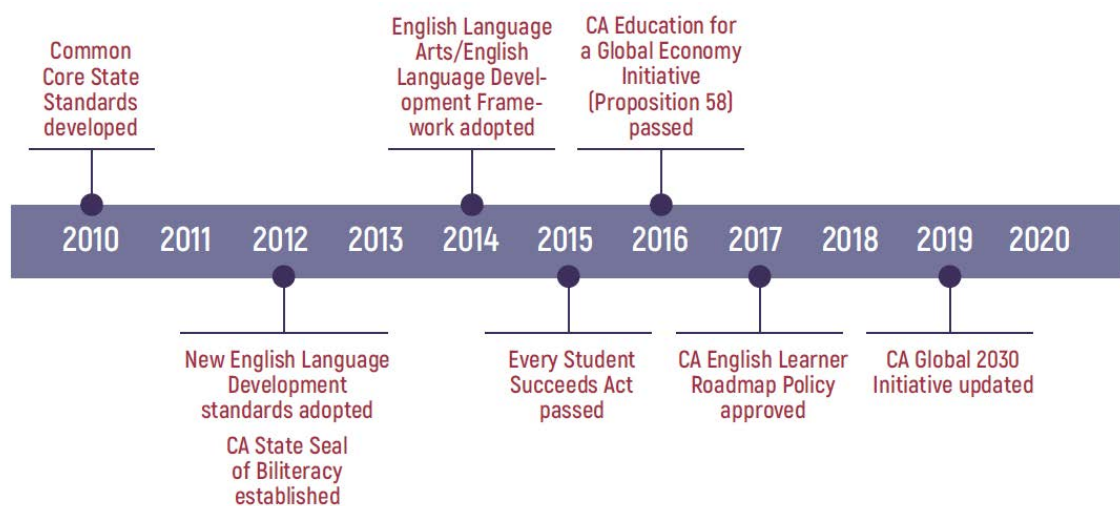 Common
Core State
Standards
developed
English Language
Arts/English
Language Devel-
opment Frame-
work adopted
CA Education for
a Global Economy
Initiative
(Proposition 58)
passed
2010 2011 2012 2013 2014 2015 2016 2017 2018 2019 2020
New English Language
Development
standards adopted
CA State Seal
of Biliteracy
established
Every Student
Succeeds Act
passed
CA English Learner
Roadmap Policy
approved
CA Global 2030
Initiative updated